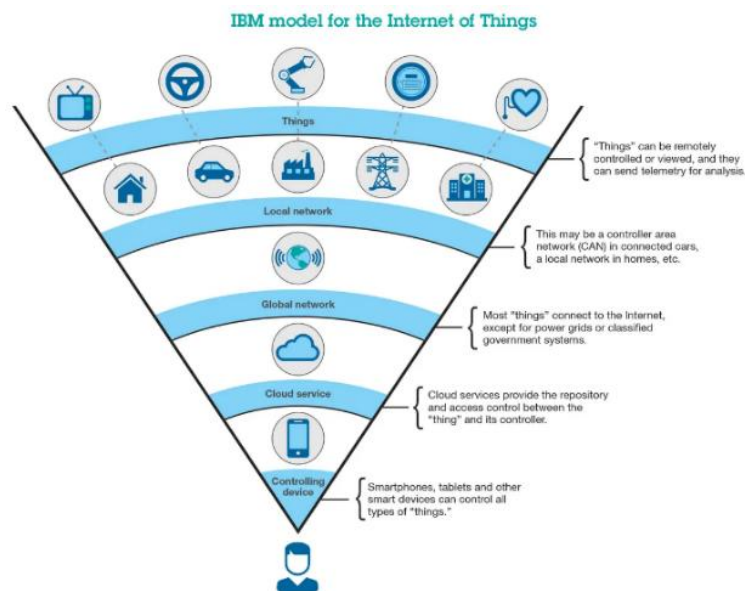 IBM model for the Internet of Things
Things
"Things" can be remotely
controlled or viewed, and they
can send telemetry for analysis.
Local network
This may be a controller area
network (CAN) in connected cars,
a local network in homes, etc.
Global network
Most "things" connect to the Internet,
except for power grids or classified
government systems.
Cloud service
Cloud services provide the repository
and access control between the
"thing" and its controller.
Controlling
device
Smartphones, tablets and other
smart devices can control all
types of "things."